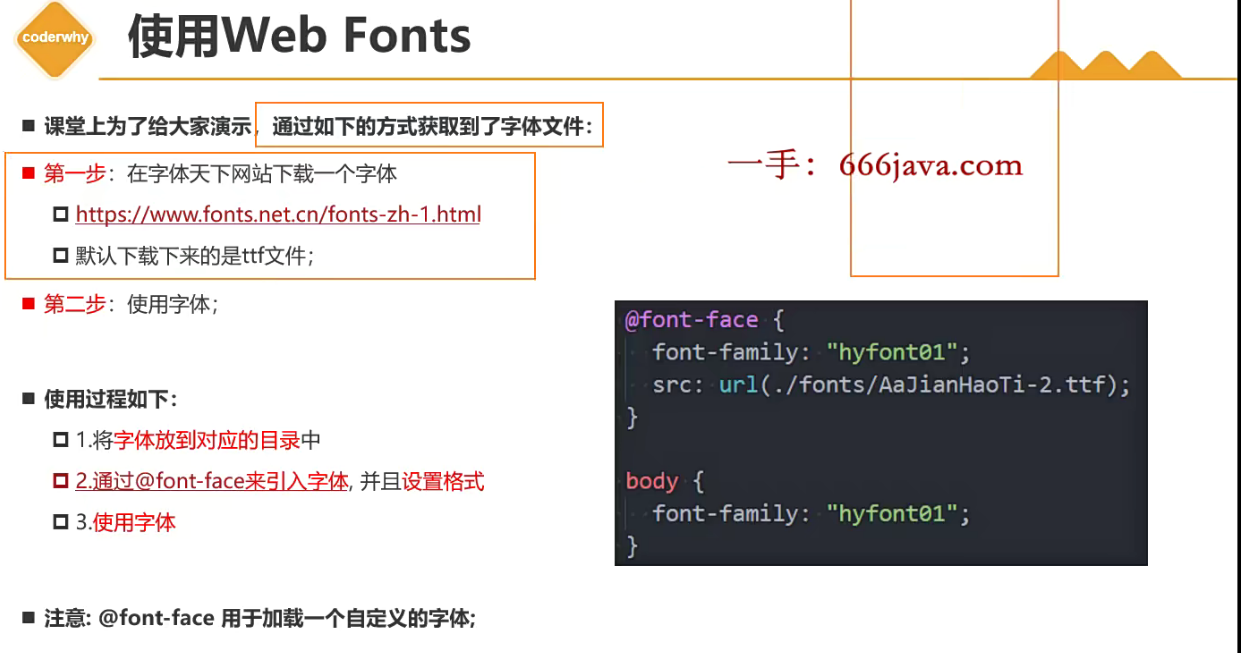 coderwhy
使用Web Fonts
课堂上为了给大家演示，通过如下的方式获取到了字体文件：
第一步：在字体天下网站下载一个字体
https://www.fonts.net.cn/fonts-zh-1.html
默认下载下来的是ttf文件；
第二步：使用字体；
使用过程如下：
1.将字体放到对应的目录中
2.通过@font-face来引入字体, 并且设置格式
3.使用字体
注意: @font-face 用于加载一个自定义的字体;
一手：666java.com
@font-face {
font-family: "hyfont01";
src: url(./fonts/AaJianHaoTi-2.ttf);
}
body {
font-family: "hyfont01";
}